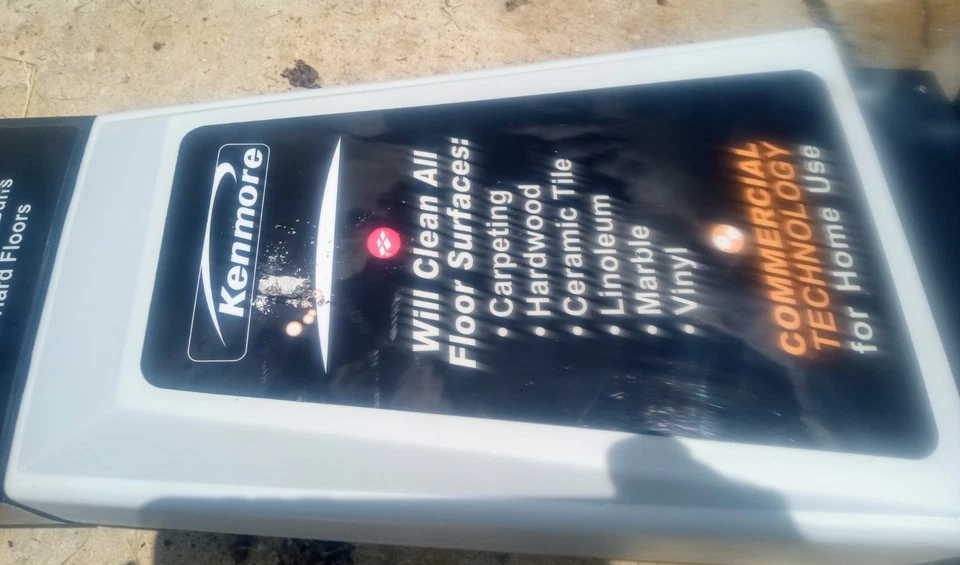 Hard Floors
Kenmore
Will Clean All
Floor Surfaces:
• Carpeting
• Hardwood
• Ceramic Tile
• Linoleum
• Marble
• Vinyl
COMMERCIAL
TECHNOLOGY
for Home Use